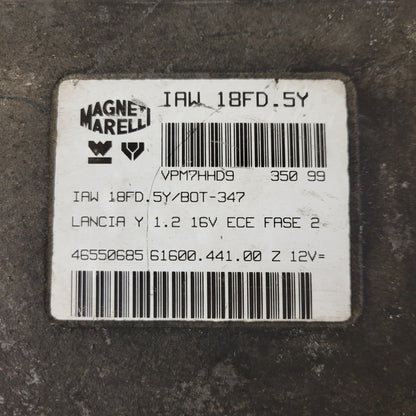 MAGNETI
MARELLI
IAW 18FD.5Y
VPM7HHD9 350 99
IAW 18FD.5Y/BOT-347
LANCIA Y 1.2 16V ECE FASE 2
46550685 61600.441.00 Z 12V=